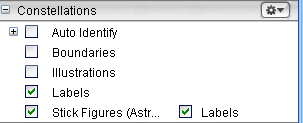 Constellations
Auto Identify
Boundaries
Illustrations
Labels
Stick Figures (Astr... Labels